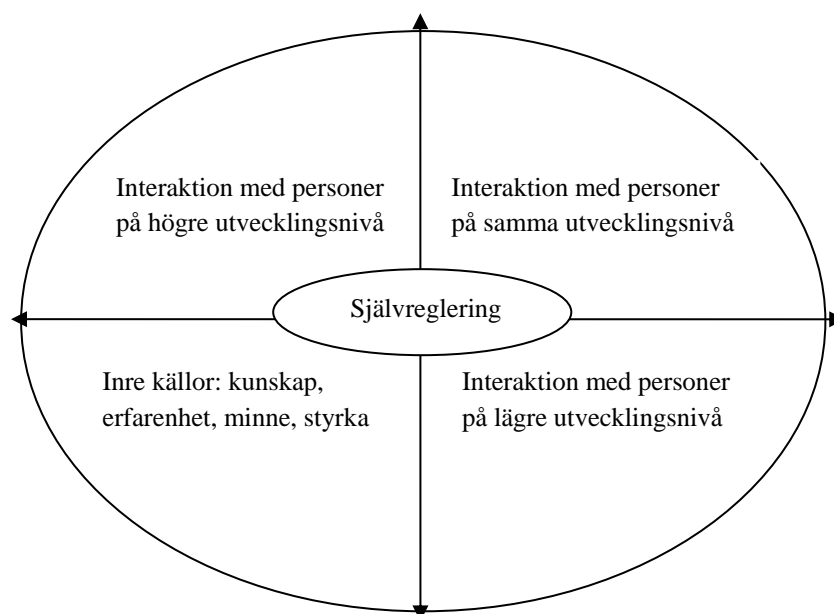 Interaktion med personer
på högre utvecklingsnivå
Interaktion med personer
på samma utvecklingsnivå
Självreglering
Inre källor: kunskap,
erfarenhet, minne, styrka
Interaktion med personer
på lägre utvecklingsnivå